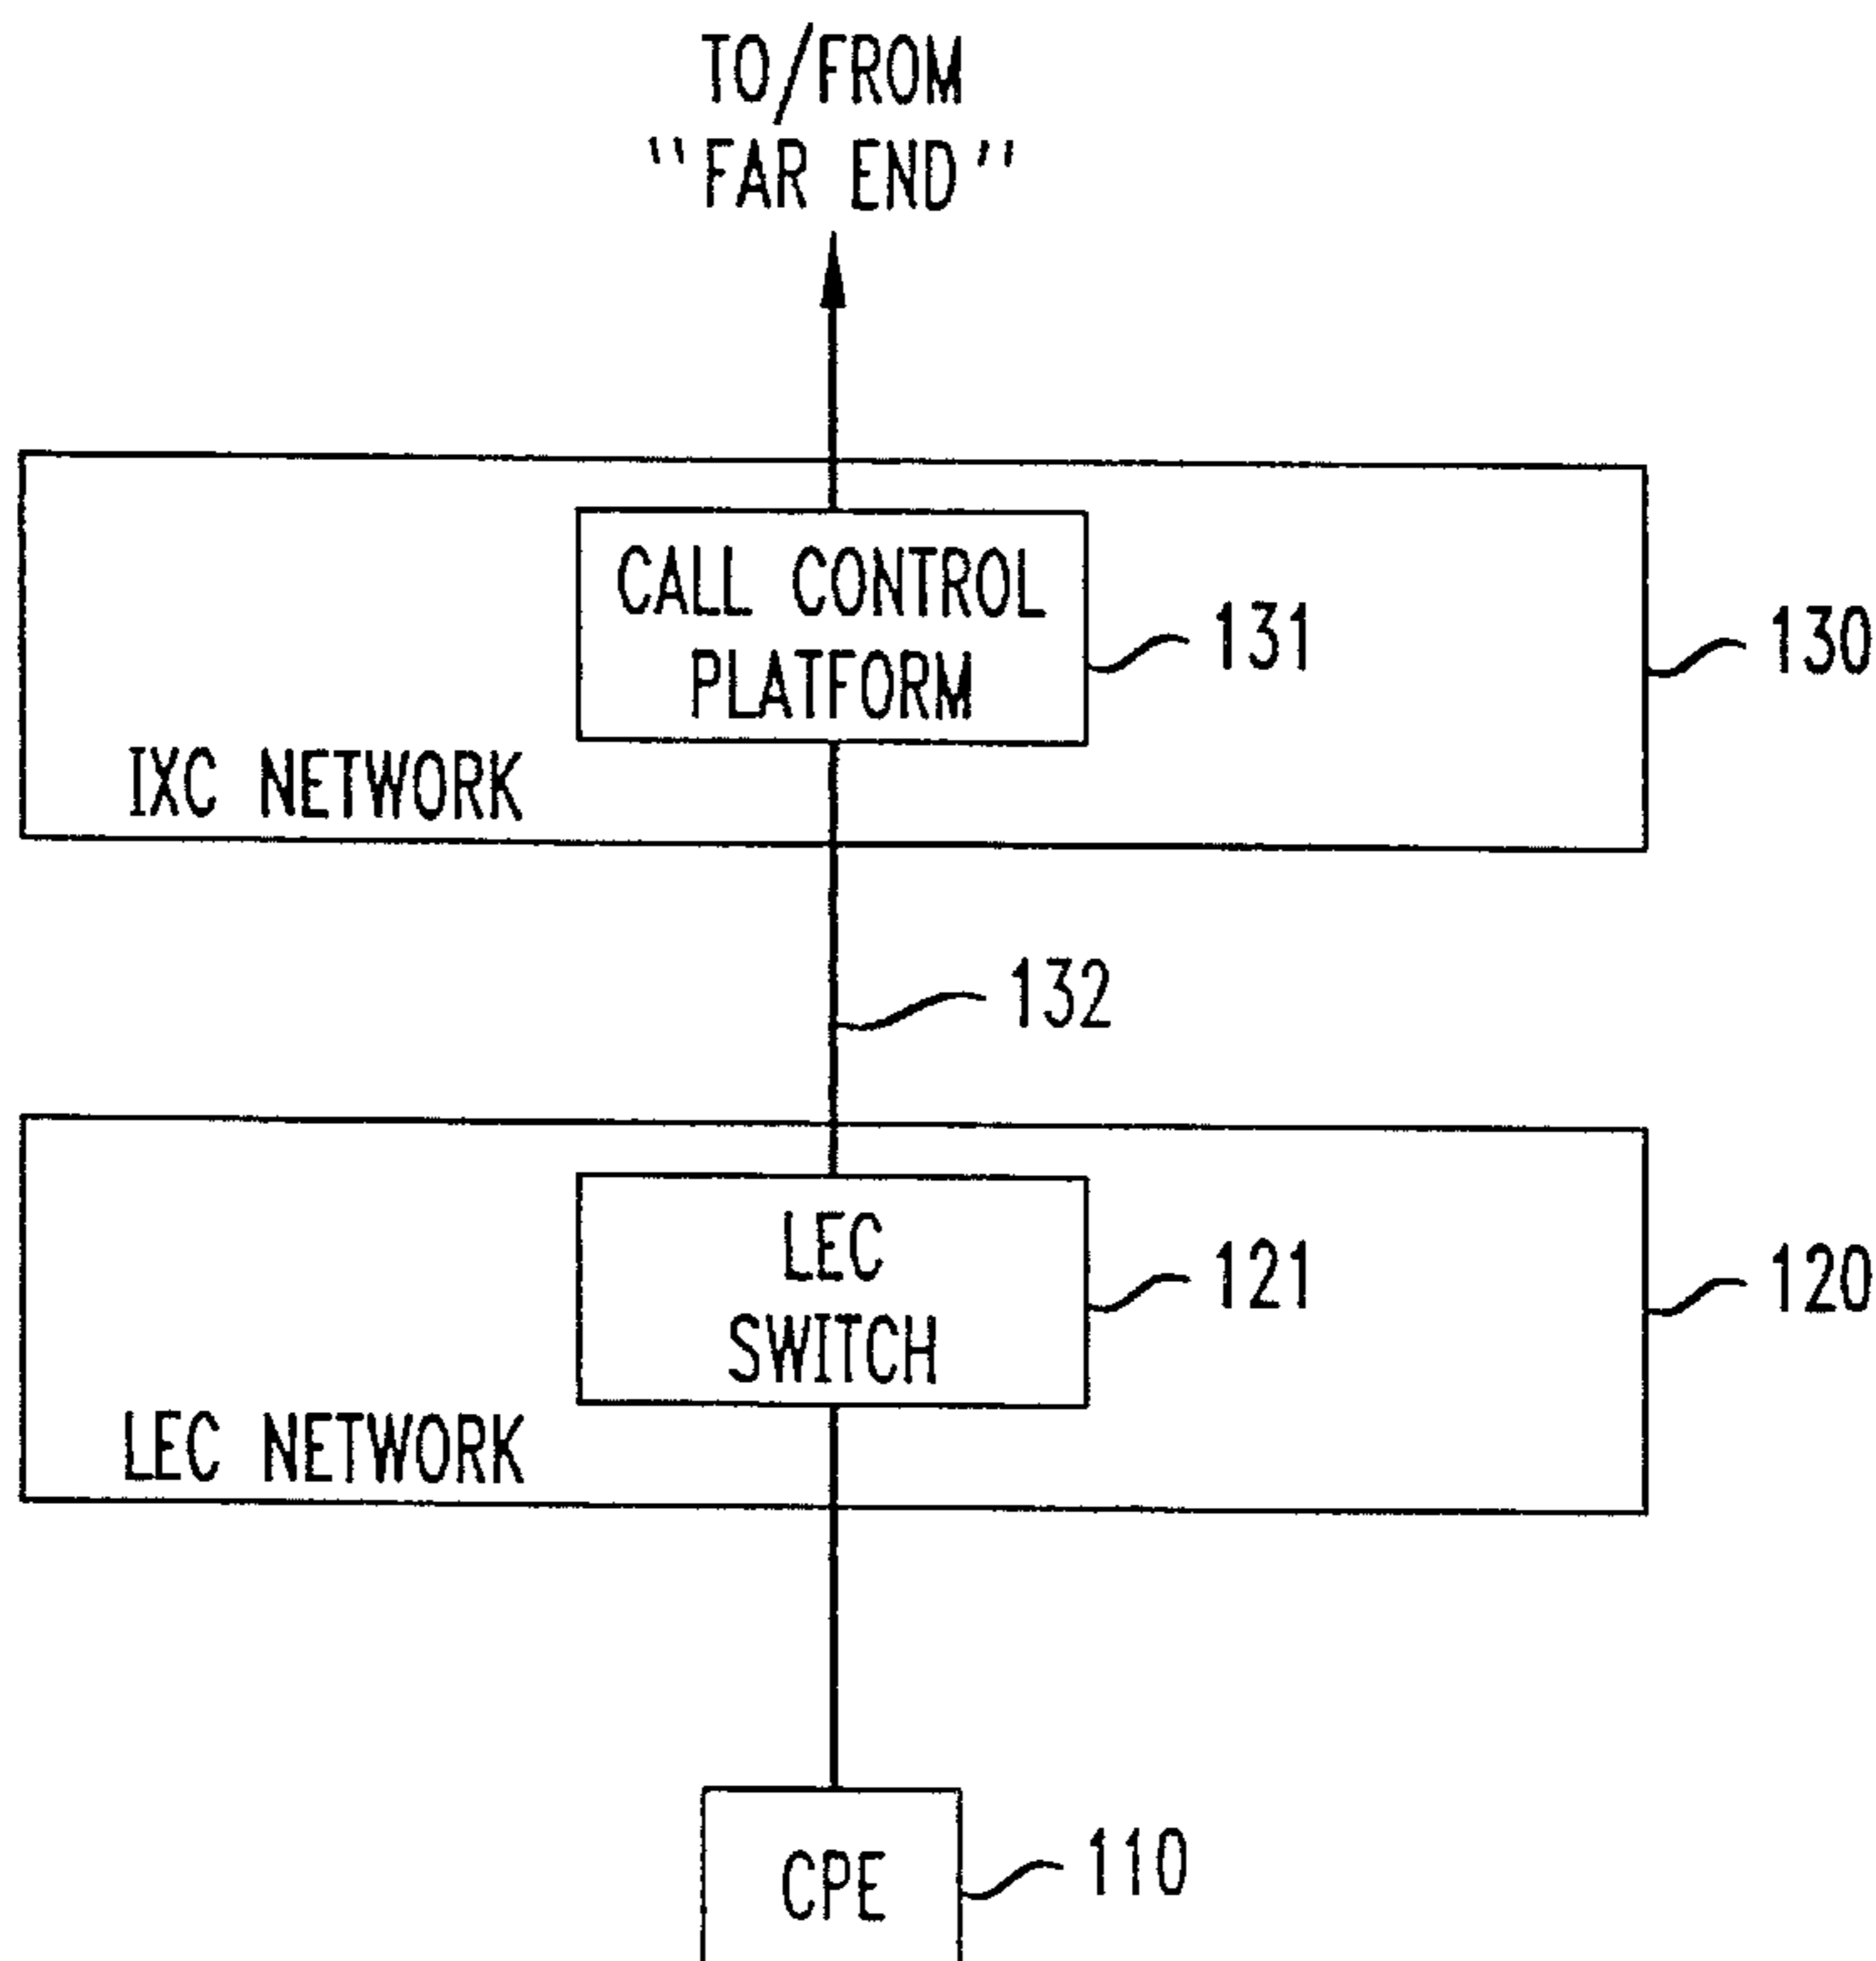 TO/FROM
"FAR END"
CALL CONTROL
PLATFORM
131
130
IXC NETWORK
132
LEC
SWITCH
121
120
LEC NETWORK
CPE
110